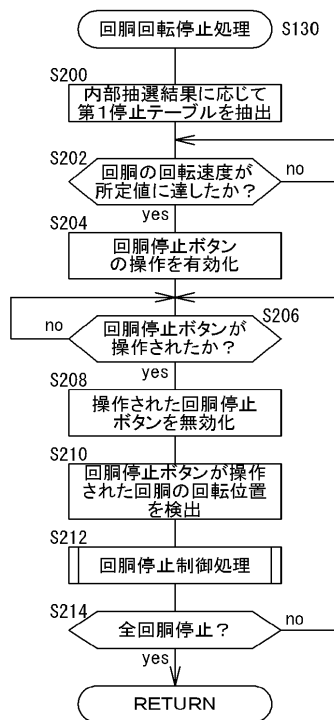 回胴回転停止処理
S130
S200
内部抽選結果に応じて
第1停止テーブルを抽出
S202
回胴の回転速度が
所定値に達したか？
no
yes
S204
回胴停止ボタン
の操作を有効化
S206
no
回胴停止ボタンが
操作されたか？
yes
S208
操作された回胴停止
ボタンを無効化
S210
回胴停止ボタンが操作
された回胴の回転位置
を検出
S212
回胴停止制御処理
S214
全回胴停止？
no
yes
RETURN